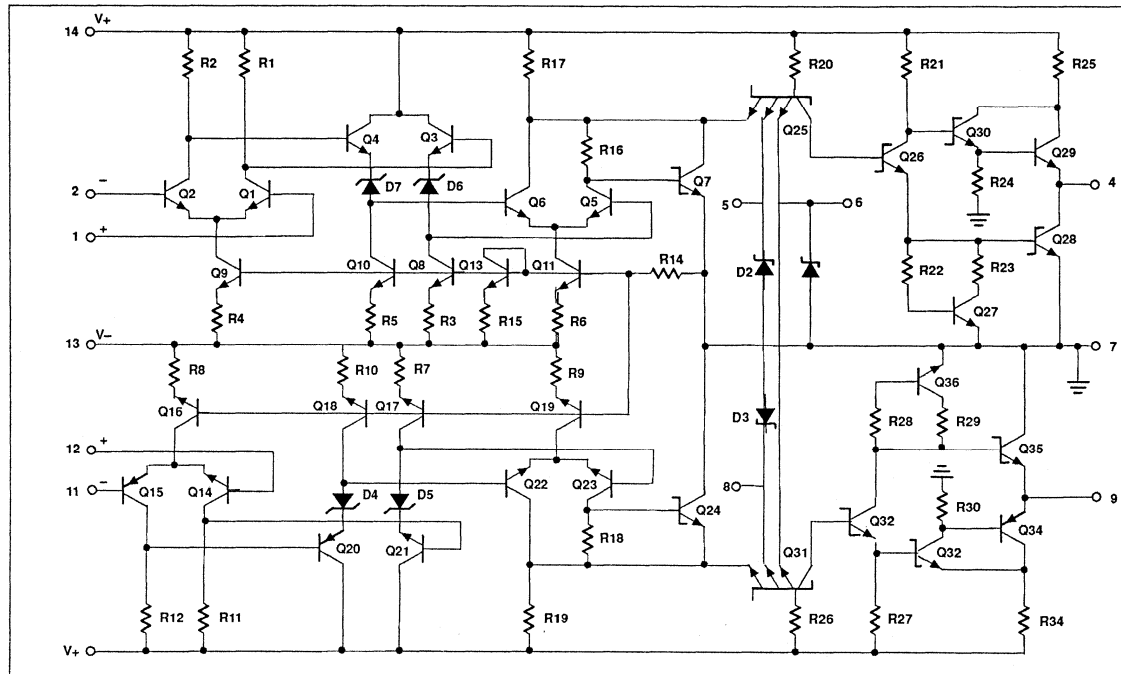 14 V+
R2 R1 R17 R20 R21 R25
Q4 Q3 Q25 Q30
R16 Q26 Q29
D7 D6 Q7 R24
2 − Q2 Q1 Q6 Q5 5 6 4
1 +
Q28
R14
Q9 Q10 Q8 Q13 Q11 D2 R22 R23
Q27
R4 R5 R3 R15 R6
13 V−
7
R8 R10 R7 R9
Q36
Q16 Q18 Q17 Q19 D3 R28 R29
Q35
12 +
11 − Q15 Q14 D4 D5 Q22 Q23 8 9
Q24 R30
Q32 Q34
R18
Q20 Q21 Q31 Q32
R12 R11 R19 R26 R27 R34
V+